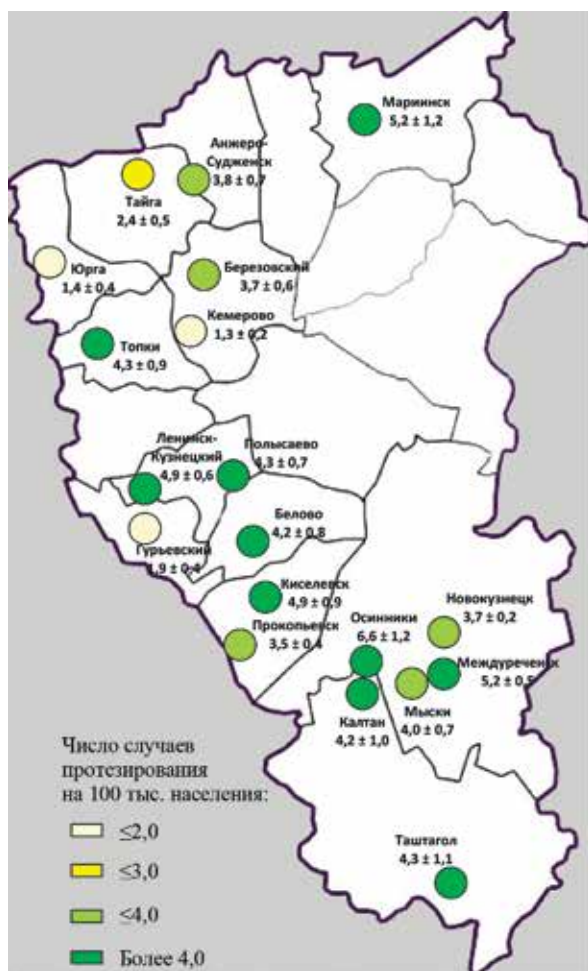 Мариинск
5,2 ± 1,2
Анжеро-
Судженск
3,8 ± 0,7
Тайга
2,4 ± 0,5
Юрга
1,4 ± 0,4
Березовский
3,7 ± 0,6
Кемерово
1,3 ± 0,2
Топки
4,3 ± 0,9
Ленинск-
Кузнецкий
4,9 ± 0,6
Полысаево
4,3 ± 0,7
Белово
4,2 ± 0,8
Гурьевский
1,9 ± 0,4
Киселевск
4,9 ± 0,9
Прокопьевск
3,5 ± 0,4
Осинники
6,6 ± 1,2
Новокузнецк
3,7 ± 0,2
Междуреченск
5,2 ± 0,5
Мыски
4,0 ± 0,7
Калтан
4,2 ± 1,0
Таштагол
4,3 ± 1,1
Число случаев
протезирования
на 100 тыс. населения:
≤2,0
≤3,0
≤4,0
Более 4,0